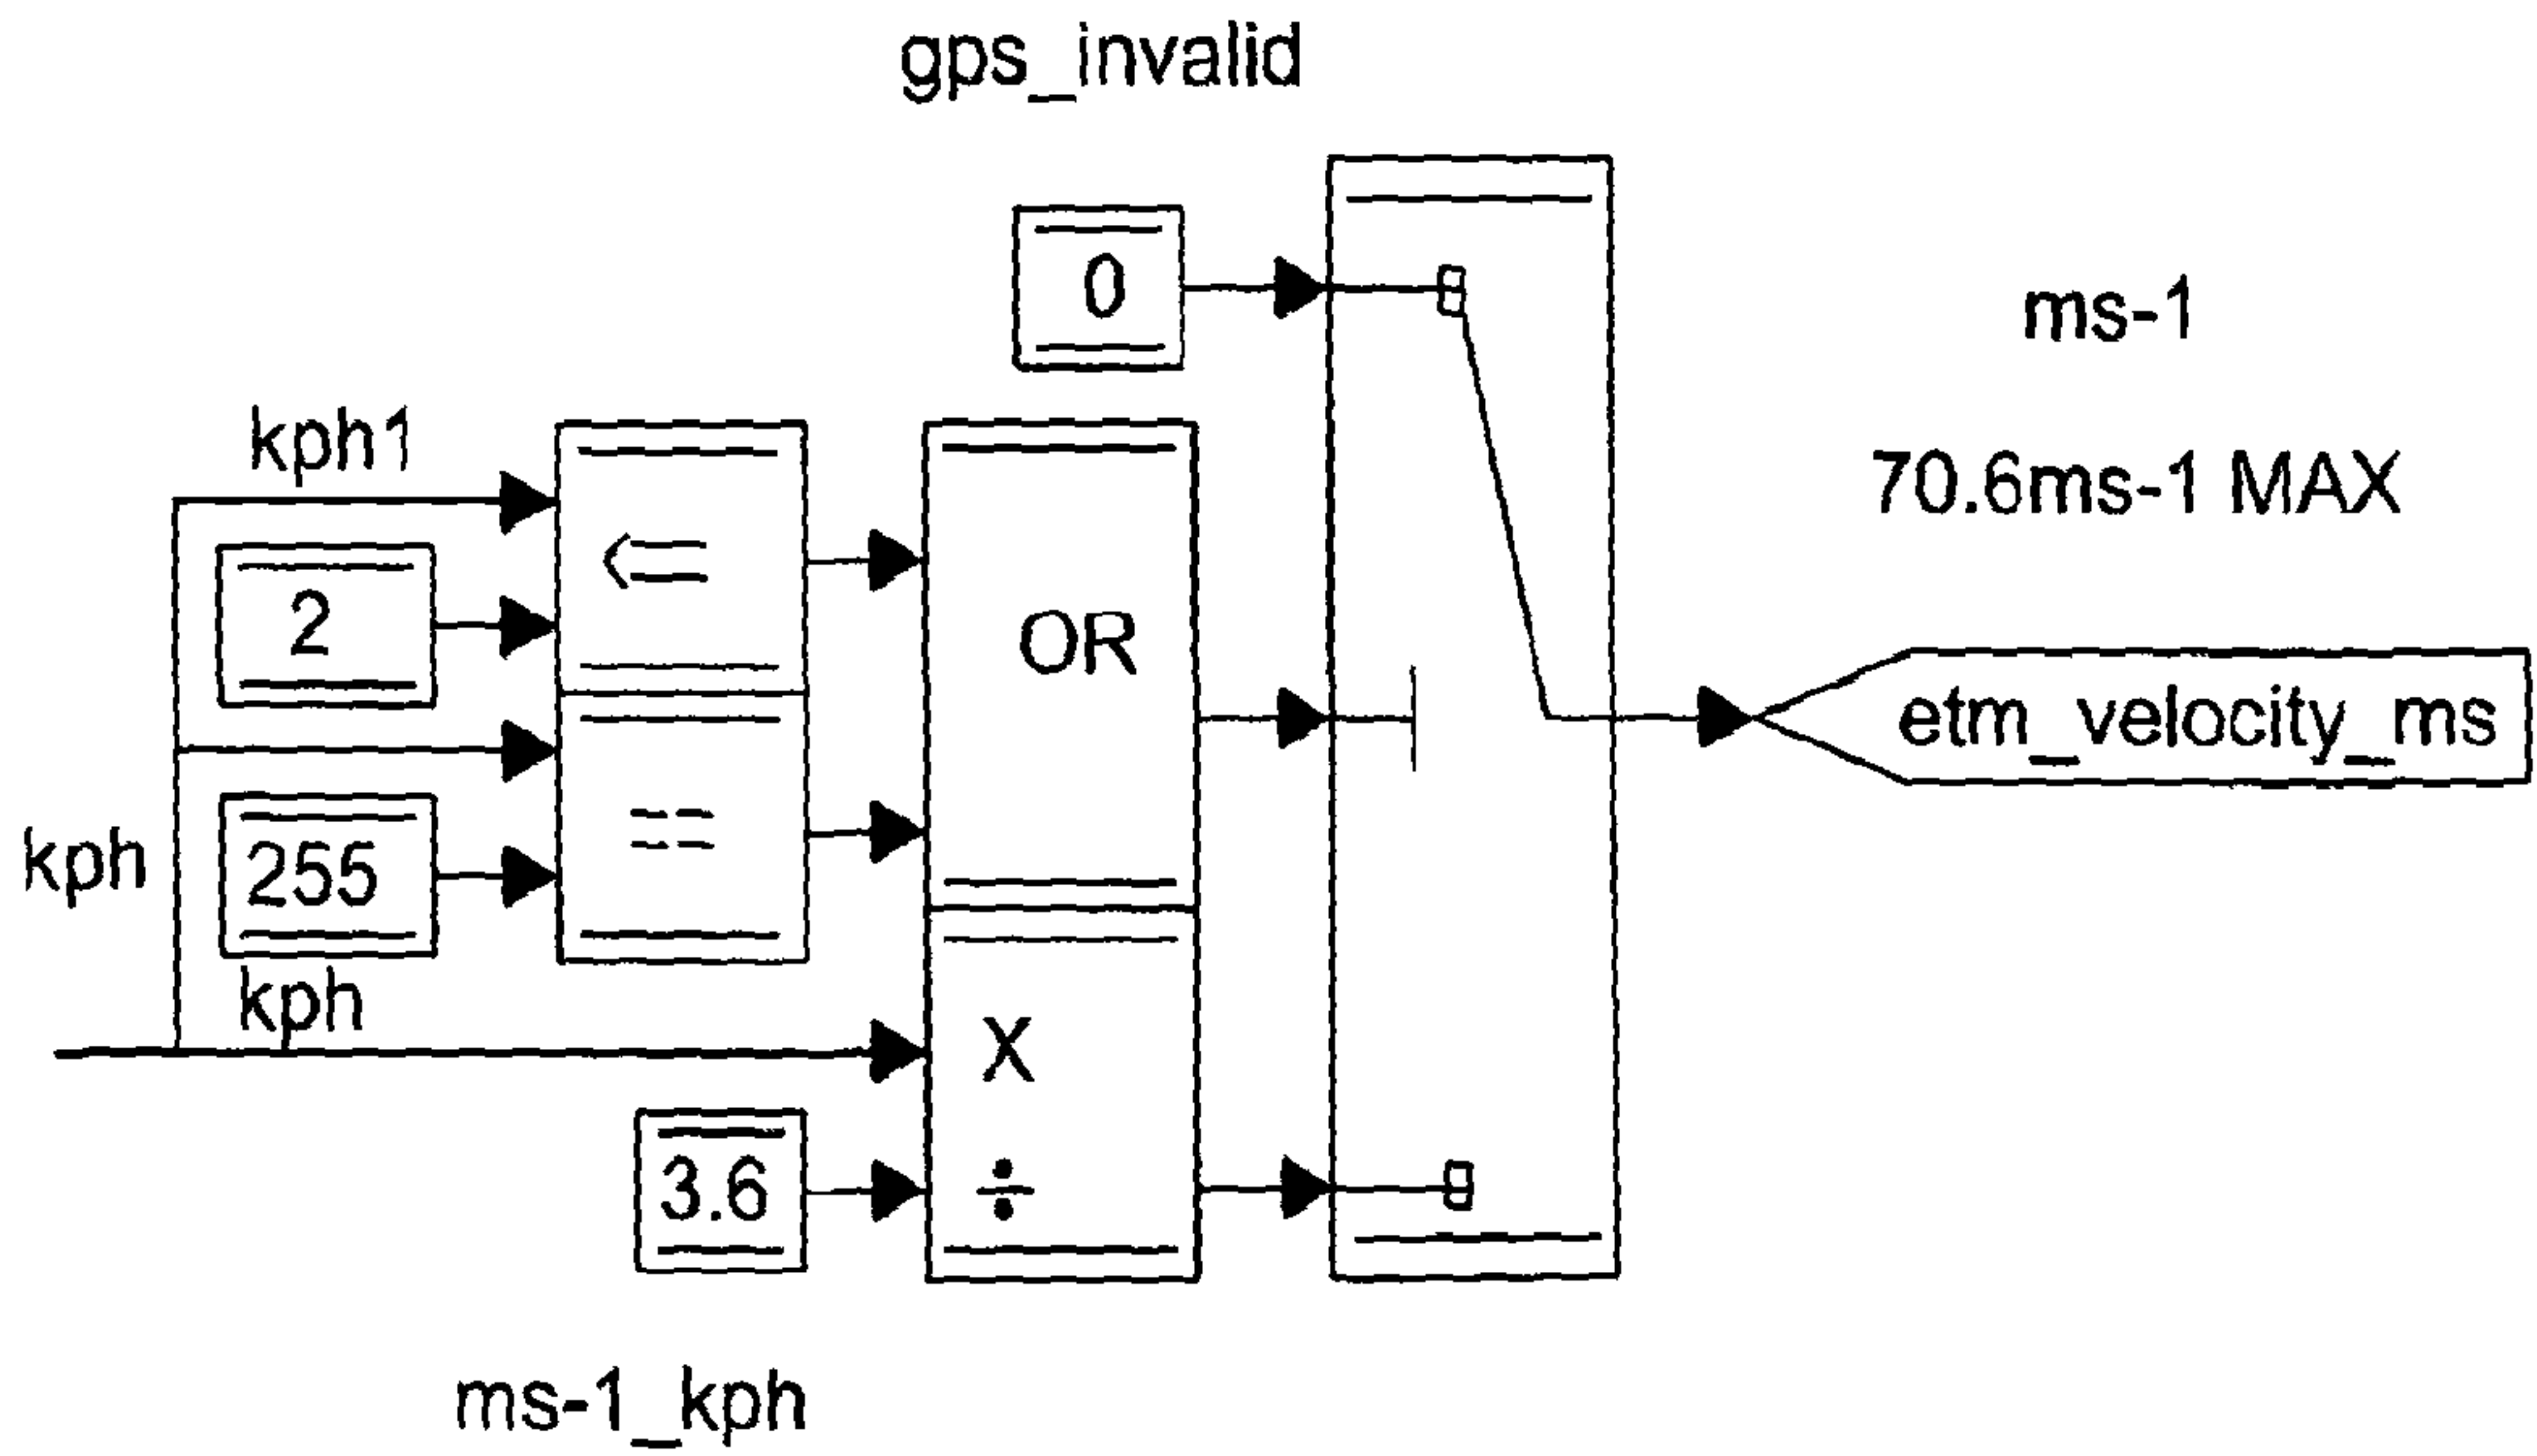 gps_invalid
0
ms-1
70.6ms-1 MAX
kph1
<=
2
OR
etm_velocity_ms
==
kph
255
kph
X
÷
3.6
ms-1_kph